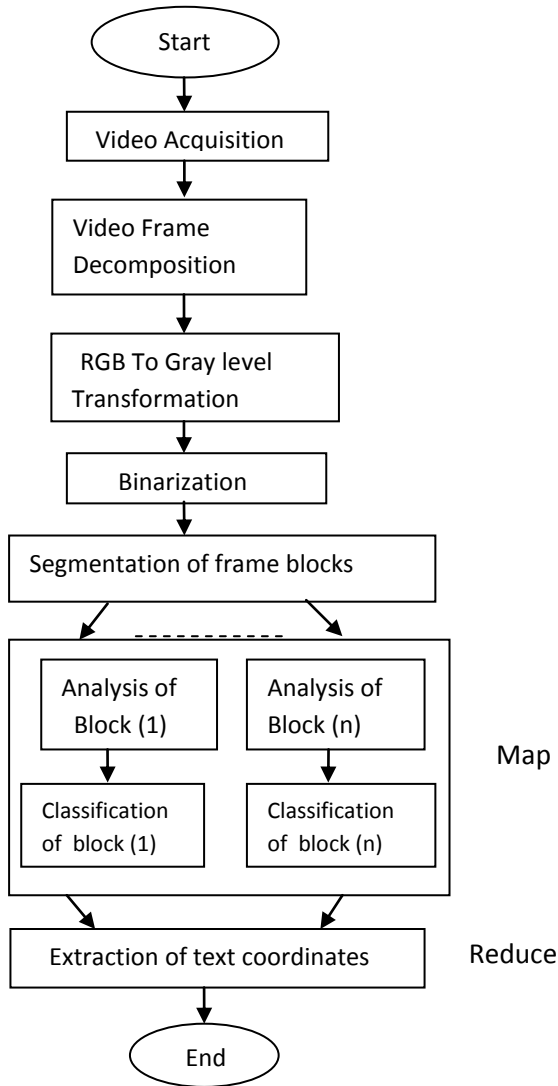 Start
Video Acquisition
Video Frame
Decomposition
RGB To Gray level
Transformation
Binarization
Segmentation of frame blocks
Analysis of
Block (1)
Analysis of
Block (n)
Map
Classification
of block (1)
Classification
of block (n)
Extraction of text coordinates
Reduce
End